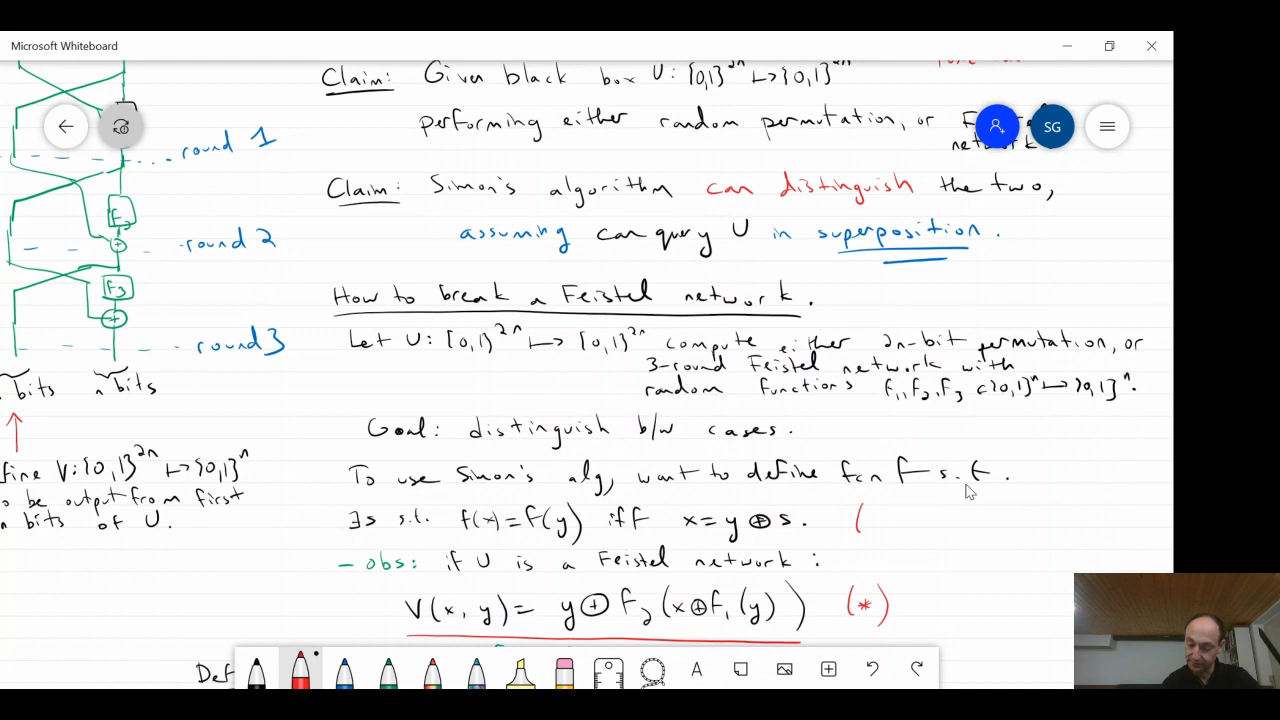 Microsoft Whiteboard
Claim: Given black box U: {0,1}^2n ↦ {0,1}^2n
performing either random permutation, or
network
SG
round 1
Claim: Simon's algorithm can distinguish the two,
assuming can query U in superposition.
F2
round 2
F3
round 3
How to break a Feistel network.
Let U: {0,1}^2n ↦ {0,1}^2n compute either 2n-bit permutation, or
3-round Feistel network with
random functions f1, f2, f3 : {0,1}^n ↦ {0,1}^n.
bits n bits
Goal: distinguish b/w cases.
fine V: {0,1}^2n ↦ {0,1}^n
o be output from first
n bits of U.
To use Simon's alg, want to define fcn f s.t.
∃s s.t. f(x) = f(y) iff x = y ⊕ s. (
- obs: if U is a Feistel network:
V(x, y) = y ⊕ f2(x ⊕ f1(y)) (*)
Def